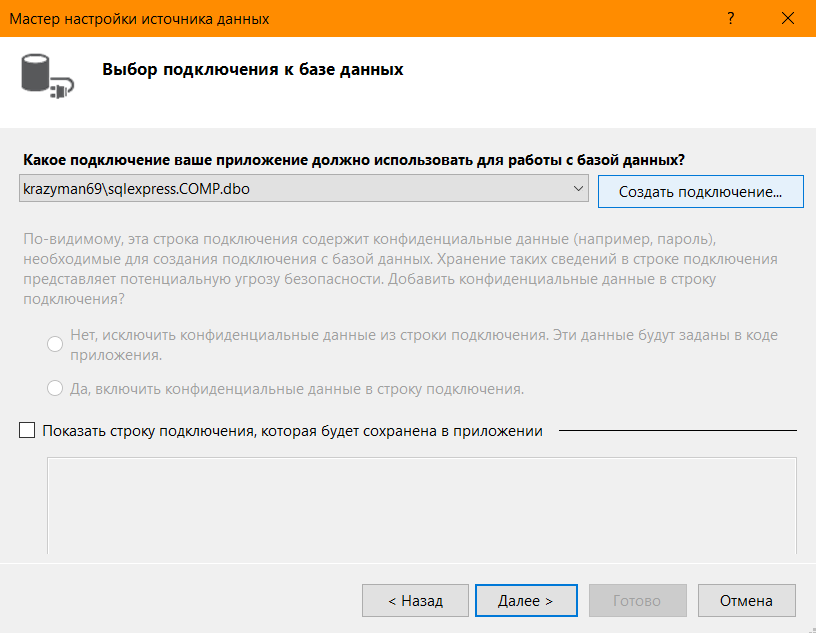 Мастер настройки источника данных
?
Выбор подключения к базе данных
Какое подключение ваше приложение должно использовать для работы с базой данных?
krazyman69\sqlexpress.COMP.dbo
Создать подключение...
По-видимому, эта строка подключения содержит конфиденциальные данные (например, пароль),
необходимые для создания подключения с базой данных. Хранение таких сведений в строке подключения
представляет потенциальную угрозу безопасности. Добавить конфиденциальные данные в строку
подключения?
Нет, исключить конфиденциальные данные из строки подключения. Эти данные будут заданы в коде
приложения.
Да, включить конфиденциальные данные в строку подключения.
Показать строку подключения, которая будет сохранена в приложении
< Назад
Далее >
Готово
Отмена